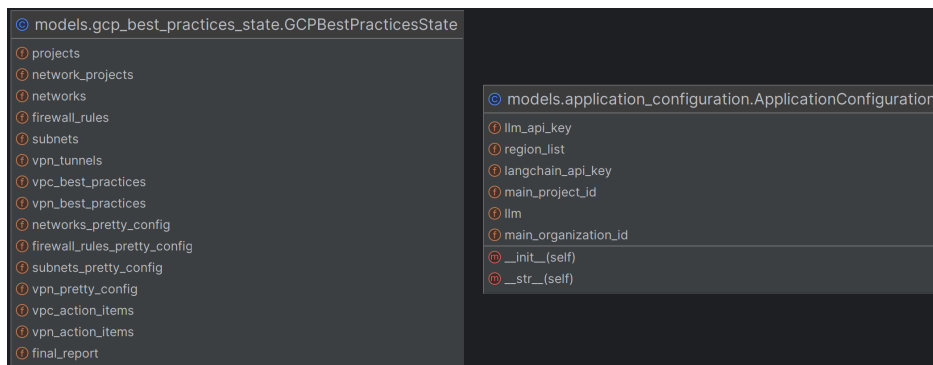 models.gcp_best_practices_state.GCPBestPracticesState
projects
network_projects
networks
firewall_rules
subnets
vpn_tunnels
vpc_best_practices
vpn_best_practices
networks_pretty_config
firewall_rules_pretty_config
subnets_pretty_config
vpn_pretty_config
vpc_action_items
vpn_action_items
final_report
models.application_configuration.ApplicationConfiguration
llm_api_key
region_list
langchain_api_key
main_project_id
llm
main_organization_id
__init__(self)
__str__(self)